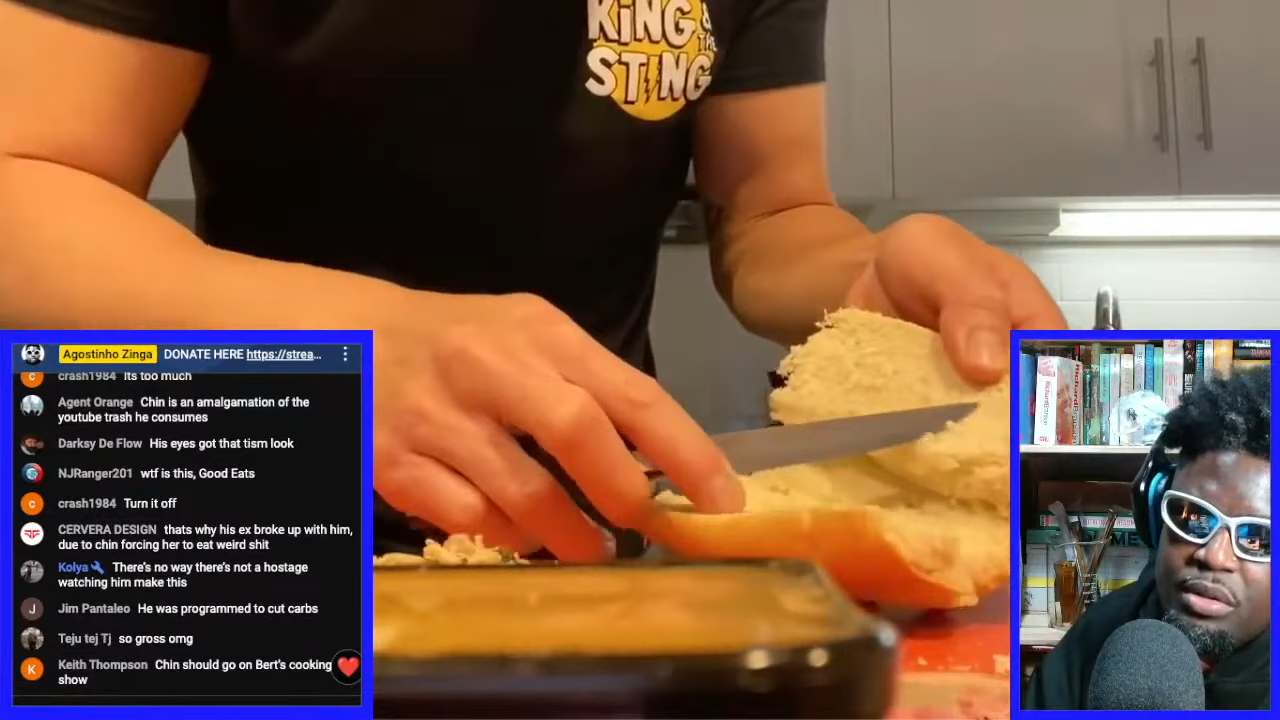 KiNG &
THE
STiNG
Agostinho Zinga DONATE HERE https://strea...
crash1984 Its too much
Agent Orange Chin is an amalgamation of the
youtube trash he consumes
Darksy De Flow His eyes got that tism look
NJRanger201 wtf is this, Good Eats
crash1984 Turn it off
CERVERA DESIGN thats why his ex broke up with him,
due to chin forcing her to eat weird shit
Kolya There's no way there's not a hostage
watching him make this
Jim Pantaleo He was programmed to cut carbs
Teju tej Tj so gross omg
Keith Thompson Chin should go on Bert's cooking
show